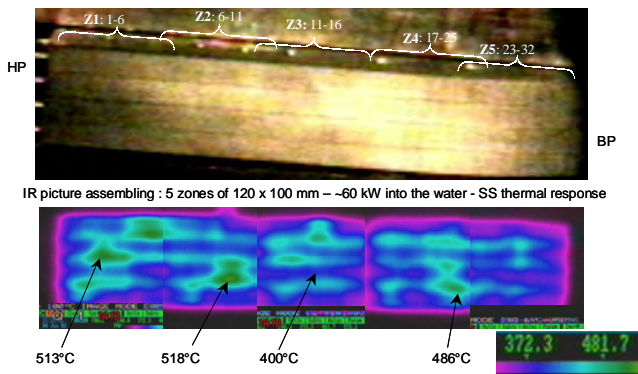 Z1: 1-6
Z2: 6-11
Z3: 11-16
Z4: 17-25
Z5: 23-32
HP
BP
IR picture assembling : 5 zones of 120 x 100 mm – ~60 kW into the water - SS thermal response
513°C
518°C
400°C
486°C
372.3 481.7